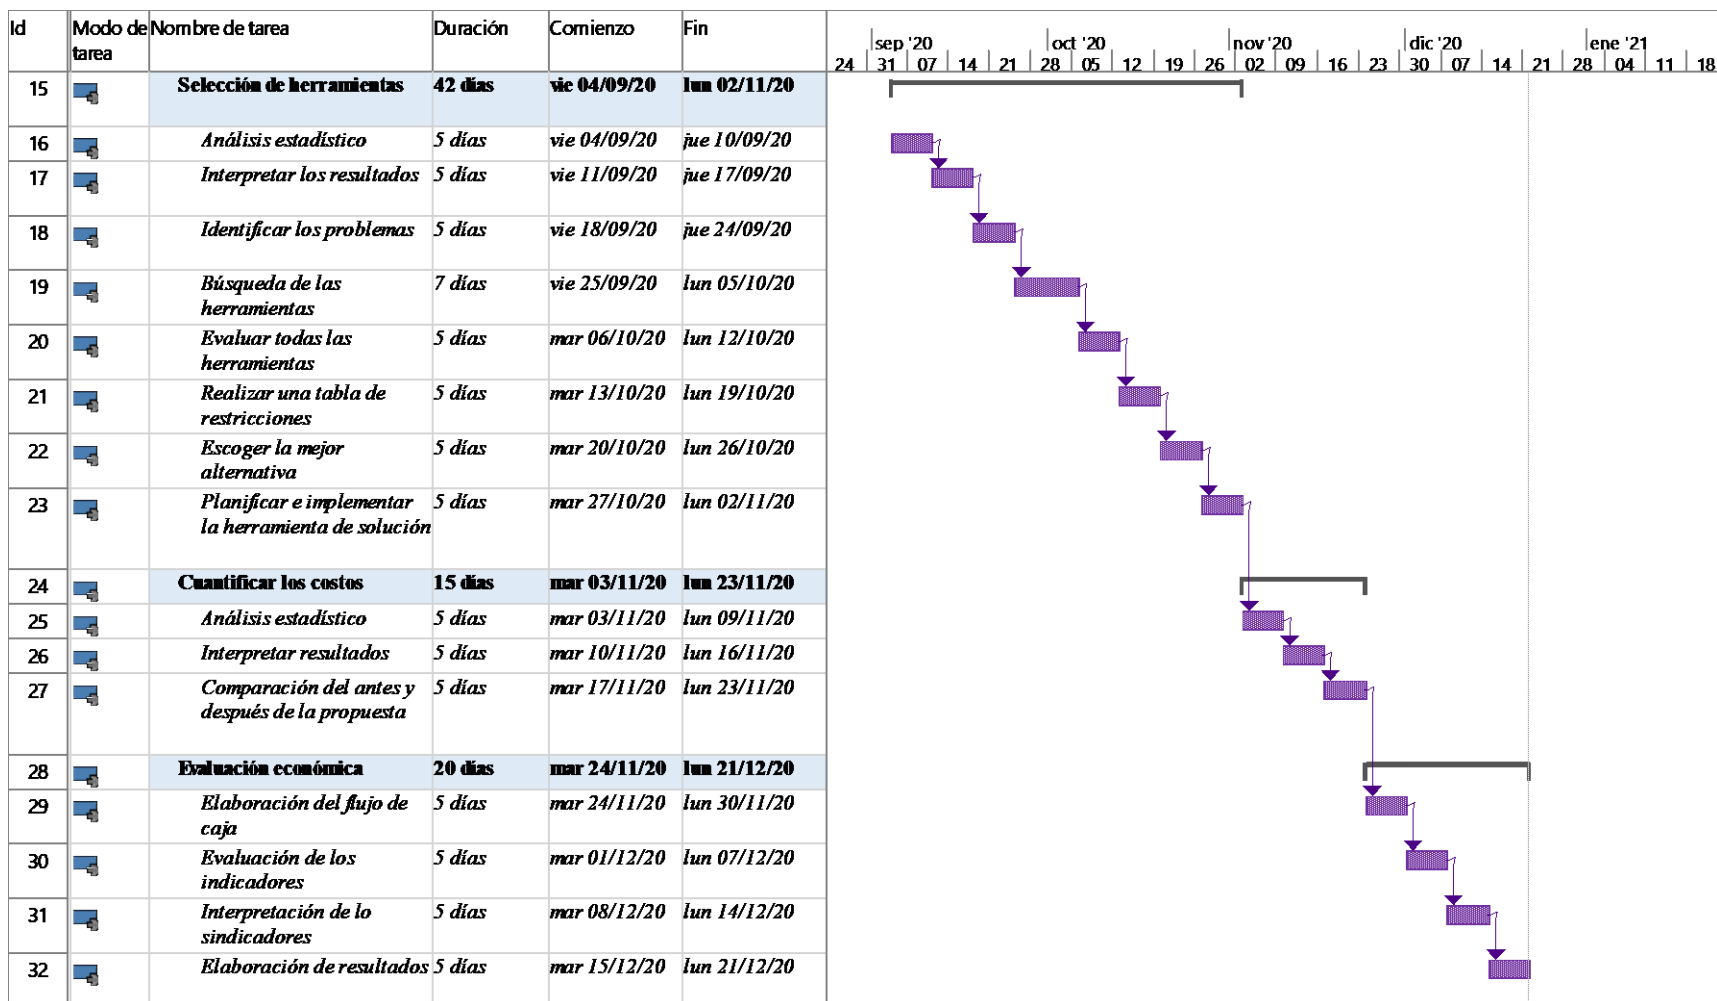 Id Modo de Nombre de tarea Duración Comienzo Fin
tarea
sep '20 oct '20 nov '20 dic '20 ene '21
24 31 07 14 21 28 05 12 19 26 02 09 16 23 30 07 14 21 28 04 11 18
15 Selección de herramientas 42 días vie 04/09/20 lun 02/11/20
16 Análisis estadístico 5 días vie 04/09/20 jue 10/09/20
17 Interpretar los resultados 5 días vie 11/09/20 jue 17/09/20
18 Identificar los problemas 5 días vie 18/09/20 jue 24/09/20
19 Búsqueda de las 7 días vie 25/09/20 lun 05/10/20
herramientas
20 Evaluar todas las 5 días mar 06/10/20 lun 12/10/20
herramientas
21 Realizar una tabla de 5 días mar 13/10/20 lun 19/10/20
restricciones
22 Escoger la mejor 5 días mar 20/10/20 lun 26/10/20
alternativa
23 Planificar e implementar 5 días mar 27/10/20 lun 02/11/20
la herramienta de solución
24 Cuantificar los costos 15 días mar 03/11/20 lun 23/11/20
25 Análisis estadístico 5 días mar 03/11/20 lun 09/11/20
26 Interpretar resultados 5 días mar 10/11/20 lun 16/11/20
27 Comparación del antes y 5 días mar 17/11/20 lun 23/11/20
después de la propuesta
28 Evaluación económica 20 días mar 24/11/20 lun 21/12/20
29 Elaboración del flujo de 5 días mar 24/11/20 lun 30/11/20
caja
30 Evaluación de los 5 días mar 01/12/20 lun 07/12/20
indicadores
31 Interpretación de lo 5 días mar 08/12/20 lun 14/12/20
sindicadores
32 Elaboración de resultados 5 días mar 15/12/20 lun 21/12/20